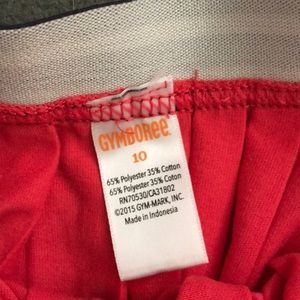 GYMBOREE
10
65% Polyester 35% Cotton
65% Polyester 35% Coton
RN70530/CA31802
©2015 GYM-MARK, INC.
Made in Indonesia